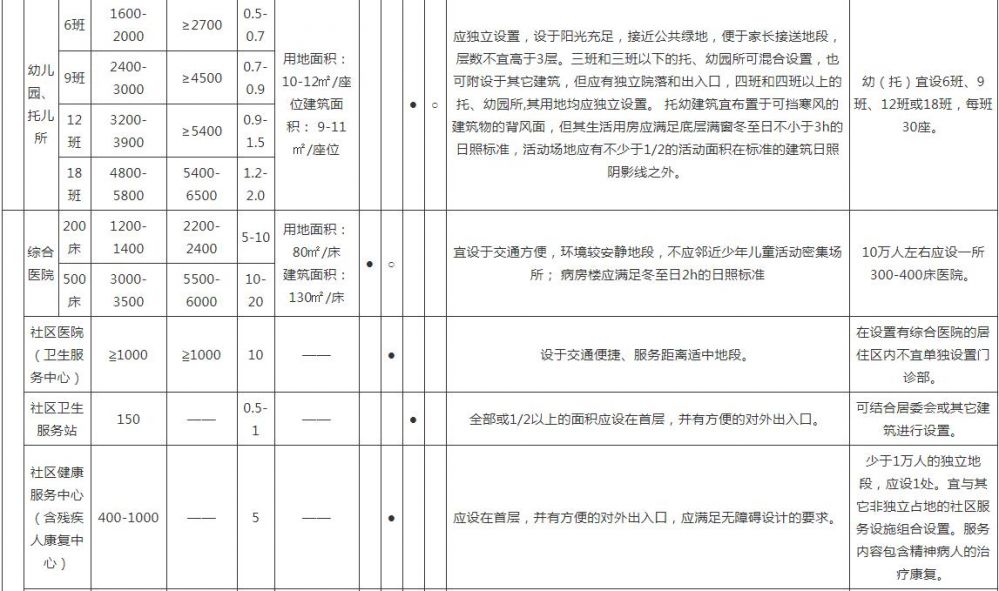 幼儿
园、
托儿
所
6班
1600-
2000
≥2700
0.5-
0.7
9班
2400-
3000
≥4500
0.7-
0.9
12
班
3200-
3900
≥5400
0.9-
1.5
18
班
4800-
5800
5400-
6500
1.2-
2.0
用地面积：
10-12㎡/座
位建筑面
积： 9-11
㎡/座位
●
○
应独立设置，设于阳光充足，接近公共绿地，便于家长接送地段，
层数不宜高于3层。三班和三班以下的托、幼园所可混合设置，也
可附设于其它建筑，但应有独立院落和出入口，四班和四班以上的
托、幼园所,其用地均应独立设置。 托幼建筑宜布置于可挡寒风的
建筑物的背风面，但其生活用房应满足底层满窗冬至日不小于3h的
日照标准，活动场地应有不少于1/2的活动面积在标准的建筑日照
阴影线之外。
幼（托）宜设6班、9
班、12班或18班，每班
30座。
综合
医院
200
床
1200-
1400
2200-
2400
5-10
500
床
3000-
3500
5500-
6000
10-
20
用地面积：
80㎡/床
建筑面积：
130㎡/床
●
○
宜设于交通方便，环境较安静地段，不应邻近少年儿童活动密集场
所； 病房楼应满足冬至日2h的日照标准
10万人左右应设一所
300-400床医院。
社区医院
（卫生服
务中心）
≧1000
≧1000
10
——
●
设于交通便捷、服务距离适中地段。
在设置有综合医院的居
住区内不宜单独设置门
诊部。
社区卫生
服务站
150
——
0.5-
1
——
●
全部或1/2以上的面积应设在首层，并有方便的对外出入口。
可结合居委会或其它建
筑进行设置。
社区健康
服务中心
（含残疾
人康复中
心）
400-1000
——
5
——
●
应设在首层，并有方便的对外出入口，应满足无障碍设计的要求。
少于1万人的独立地
段，应设1处。宜与其
它非独立占地的社区服
务设施组合设置。服务
内容包含精神病人的治
疗康复。